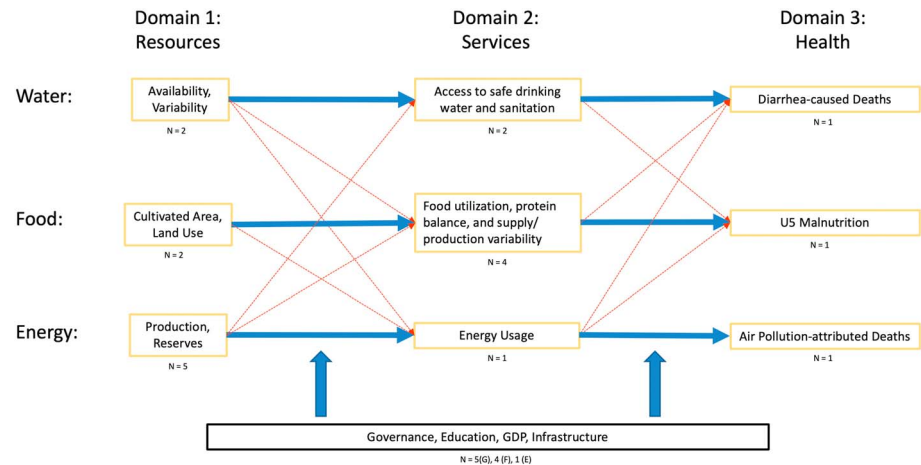 Domain 1:
Resources
Domain 2:
Services
Domain 3:
Health
Water:
Availability,
Variability
N = 2
Access to safe drinking
water and sanitation
N = 2
Diarrhea-caused Deaths
N = 1
Food:
Cultivated Area,
Land Use
N = 2
Food utilization, protein
balance, and supply/
production variability
N = 4
U5 Malnutrition
N = 1
Energy:
Production,
Reserves
N = 5
Energy Usage
N = 1
Air Pollution-attributed Deaths
N = 1
Governance, Education, GDP, Infrastructure
N = 5(G), 4 (F), 1 (E)